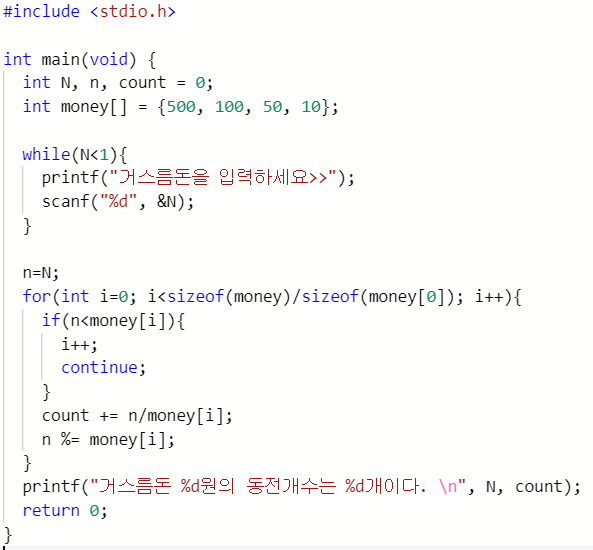 #include <stdio.h>
int main(void) {
int N, n, count = 0;
int money[] = {500, 100, 50, 10};
while(N<1){
printf("거스름돈을 입력하세요>>");
scanf("%d", &N);
}
n=N;
for(int i=0; i<sizeof(money)/sizeof(money[0]); i++){
if(n<money[i]){
i++;
continue;
}
count += n/money[i];
n %= money[i];
}
printf("거스름돈 %d원의 동전개수는 %d개이다. \n", N, count);
return 0;
}